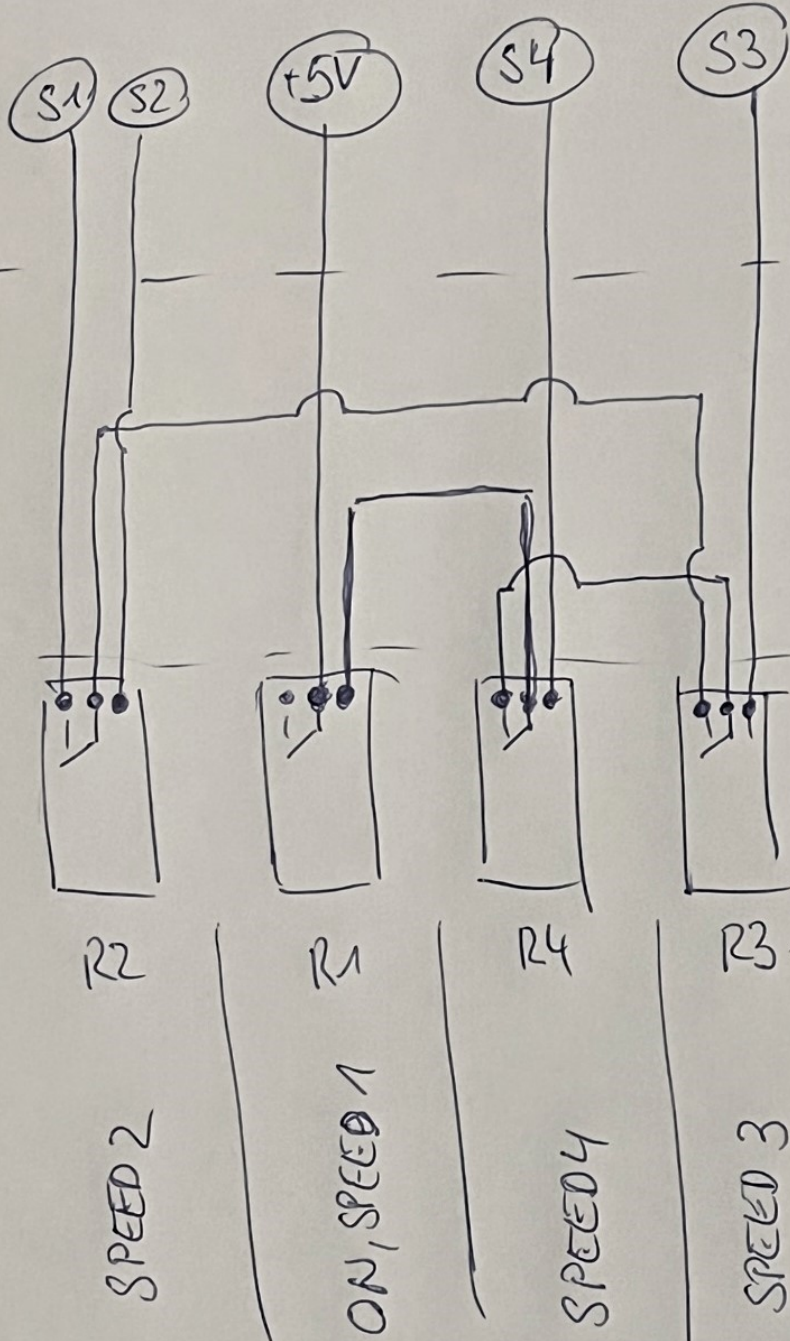 S1 S2 +5V S4 S3
R2 R1 R4 R3
SPEED 2
ON, SPEED 1
SPEED 4
SPEED 3